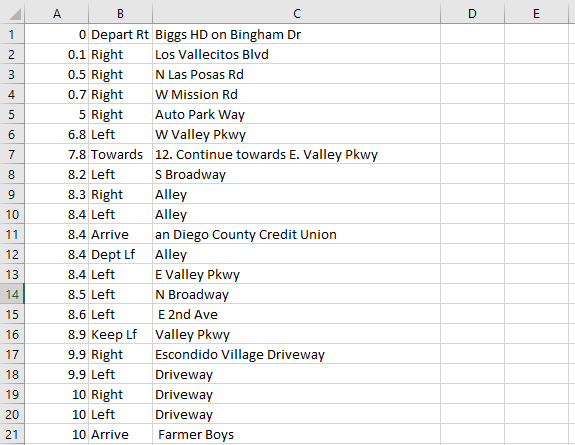 A B C D E
1 0 Depart Rt Biggs HD on Bingham Dr
2 0.1 Right Los Vallecitos Blvd
3 0.5 Right N Las Posas Rd
4 0.7 Right W Mission Rd
5 5 Right Auto Park Way
6 6.8 Left W Valley Pkwy
7 7.8 Towards 12. Continue towards E. Valley Pkwy
8 8.2 Left S Broadway
9 8.3 Right Alley
10 8.4 Left Alley
11 8.4 Arrive an Diego County Credit Union
12 8.4 Dept Lf Alley
13 8.4 Left E Valley Pkwy
14 8.5 Left N Broadway
15 8.6 Left E 2nd Ave
16 8.9 Keep Lf Valley Pkwy
17 9.9 Right Escondido Village Driveway
18 9.9 Left Driveway
19 10 Right Driveway
20 10 Left Driveway
21 10 Arrive Farmer Boys